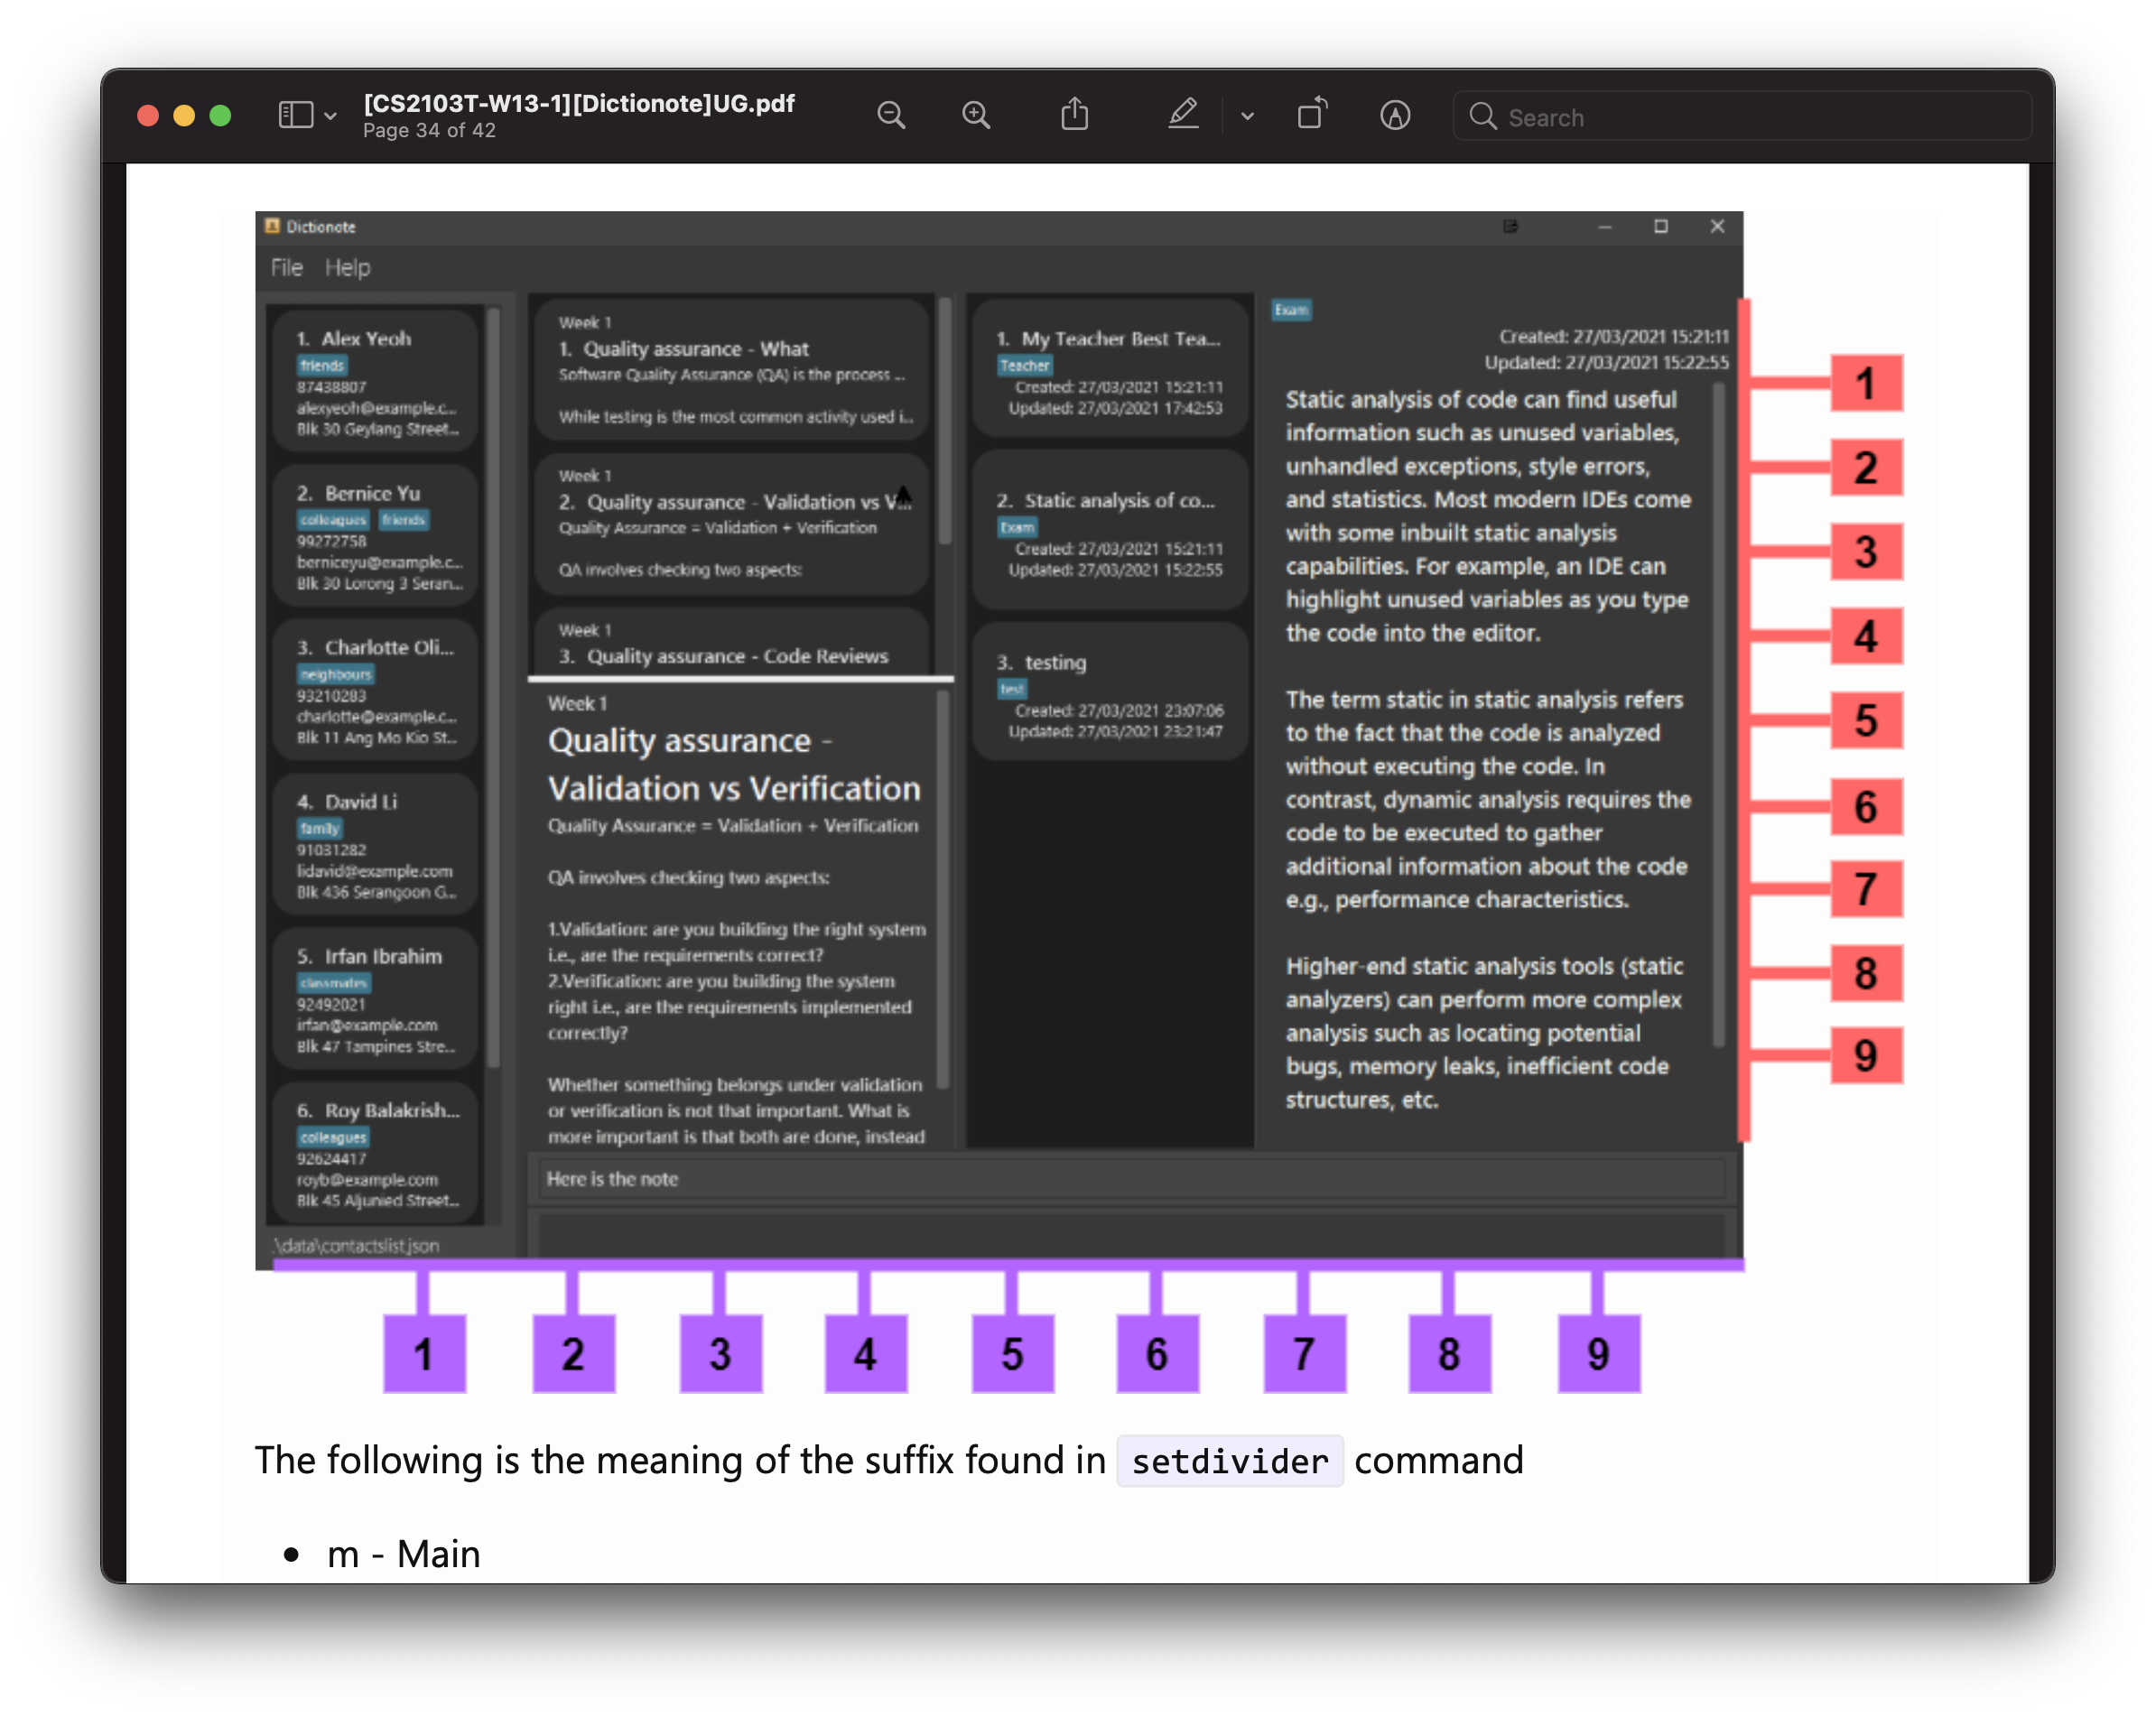 [CS2103T-W13-1][Dictionote]UG.pdf
Page 34 of 42
Search
Dictionote
File Help
1. Alex Yeoh
friends
87438807
alexyeoh@example.c...
Blk 30 Geylang Street...
2. Bernice Yu
colleagues friends
99272758
berniceyu@example.c...
Blk 30 Lorong 3 Seran...
3. Charlotte Oli...
neighbours
93210283
charlotte@example.c...
Blk 11 Ang Mo Kio St...
4. David Li
family
91031282
lidavid@example.com
Blk 436 Serangoon G...
5. Irfan Ibrahim
classmates
92492021
irfan@example.com
Blk 47 Tampines Stre...
6. Roy Balakrish...
colleagues
92624417
royb@example.com
Blk 45 Aljunied Street...
.\data\contactslist.json
Week 1
1. Quality assurance - What
Software Quality Assurance (QA) is the process ...
While testing is the most common activity used i...
Week 1
2. Quality assurance - Validation vs V...
Quality Assurance = Validation + Verification
QA involves checking two aspects:
Week 1
3. Quality assurance - Code Reviews
Week 1
Quality assurance -
Validation vs Verification
Quality Assurance = Validation + Verification
QA involves checking two aspects:
1.Validation: are you building the right system
i.e., are the requirements correct?
2.Verification: are you building the system
right i.e., are the requirements implemented
correctly?
Whether something belongs under validation
or verification is not that important. What is
more important is that both are done, instead
1. My Teacher Best Tea...
Teacher
Created: 27/03/2021 15:21:11
Updated: 27/03/2021 17:42:53
2. Static analysis of co...
Exam
Created: 27/03/2021 15:21:11
Updated: 27/03/2021 15:22:55
3. testing
test
Created: 27/03/2021 23:07:06
Updated: 27/03/2021 23:21:47
Exam
Created: 27/03/2021 15:21:11
Updated: 27/03/2021 15:22:55
Static analysis of code can find useful
information such as unused variables,
unhandled exceptions, style errors,
and statistics. Most modern IDEs come
with some inbuilt static analysis
capabilities. For example, an IDE can
highlight unused variables as you type
the code into the editor.
The term static in static analysis refers
to the fact that the code is analyzed
without executing the code. In
contrast, dynamic analysis requires the
code to be executed to gather
additional information about the code
e.g., performance characteristics.
Higher-end static analysis tools (static
analyzers) can perform more complex
analysis such as locating potential
bugs, memory leaks, inefficient code
structures, etc.
Here is the note
1
2
3
4
5
6
7
8
9
1 2 3 4 5 6 7 8 9
The following is the meaning of the suffix found in setdivider command
• m - Main